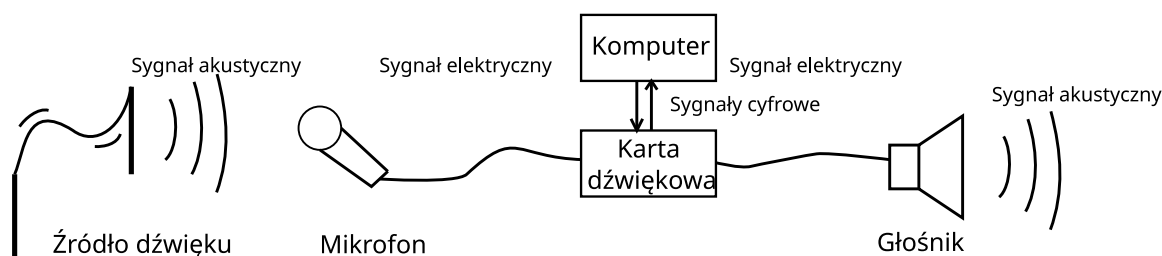 Sygnał akustyczny
Sygnał elektryczny
Komputer
Sygnał elektryczny
Sygnały cyfrowe
Sygnał akustyczny
Karta
dźwiękowa
Źródło dźwięku
Mikrofon
Głośnik